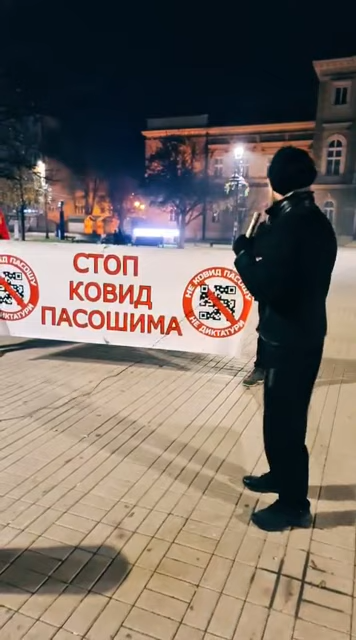 СТОП
КОВИД
ПАСОШИМА
НЕ КОВИД ПАСОШУ
НЕ ДИКТАТУРИ